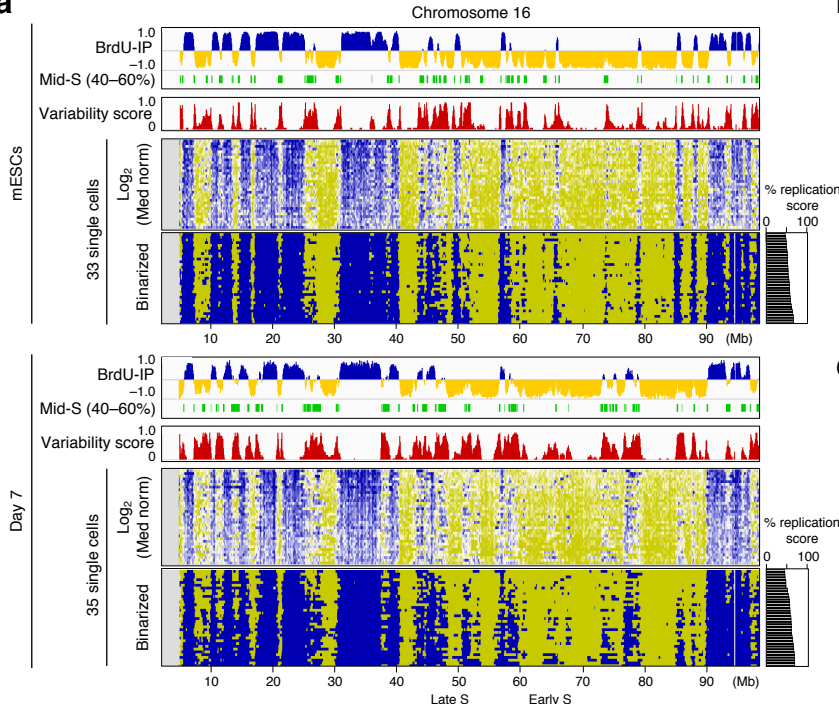 a
Chromosome 16
mESCs
BrdU-IP
1.0
–1.0
Mid-S (40–60%)
Variability score
1.0
0
33 single cells
Log2
(Med norm)
Binarized
% replication
score
0 100
10 20 30 40 50 60 70 80 90 (Mb)
Day 7
BrdU-IP
1.0
–1.0
Mid-S (40–60%)
Variability score
1.0
0
35 single cells
Log2
(Med norm)
Binarized
% replication
score
0 100
10 20 30 40 50 60 70 80 90 (Mb)
Late S Early S